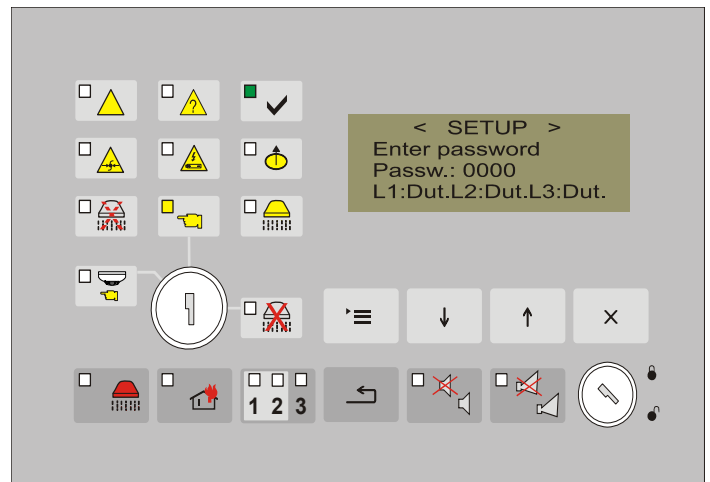 ?
< SETUP >
Enter password
Passw.: 0000
L1:Dut.L2:Dut.L3:Dut.
1 2 3